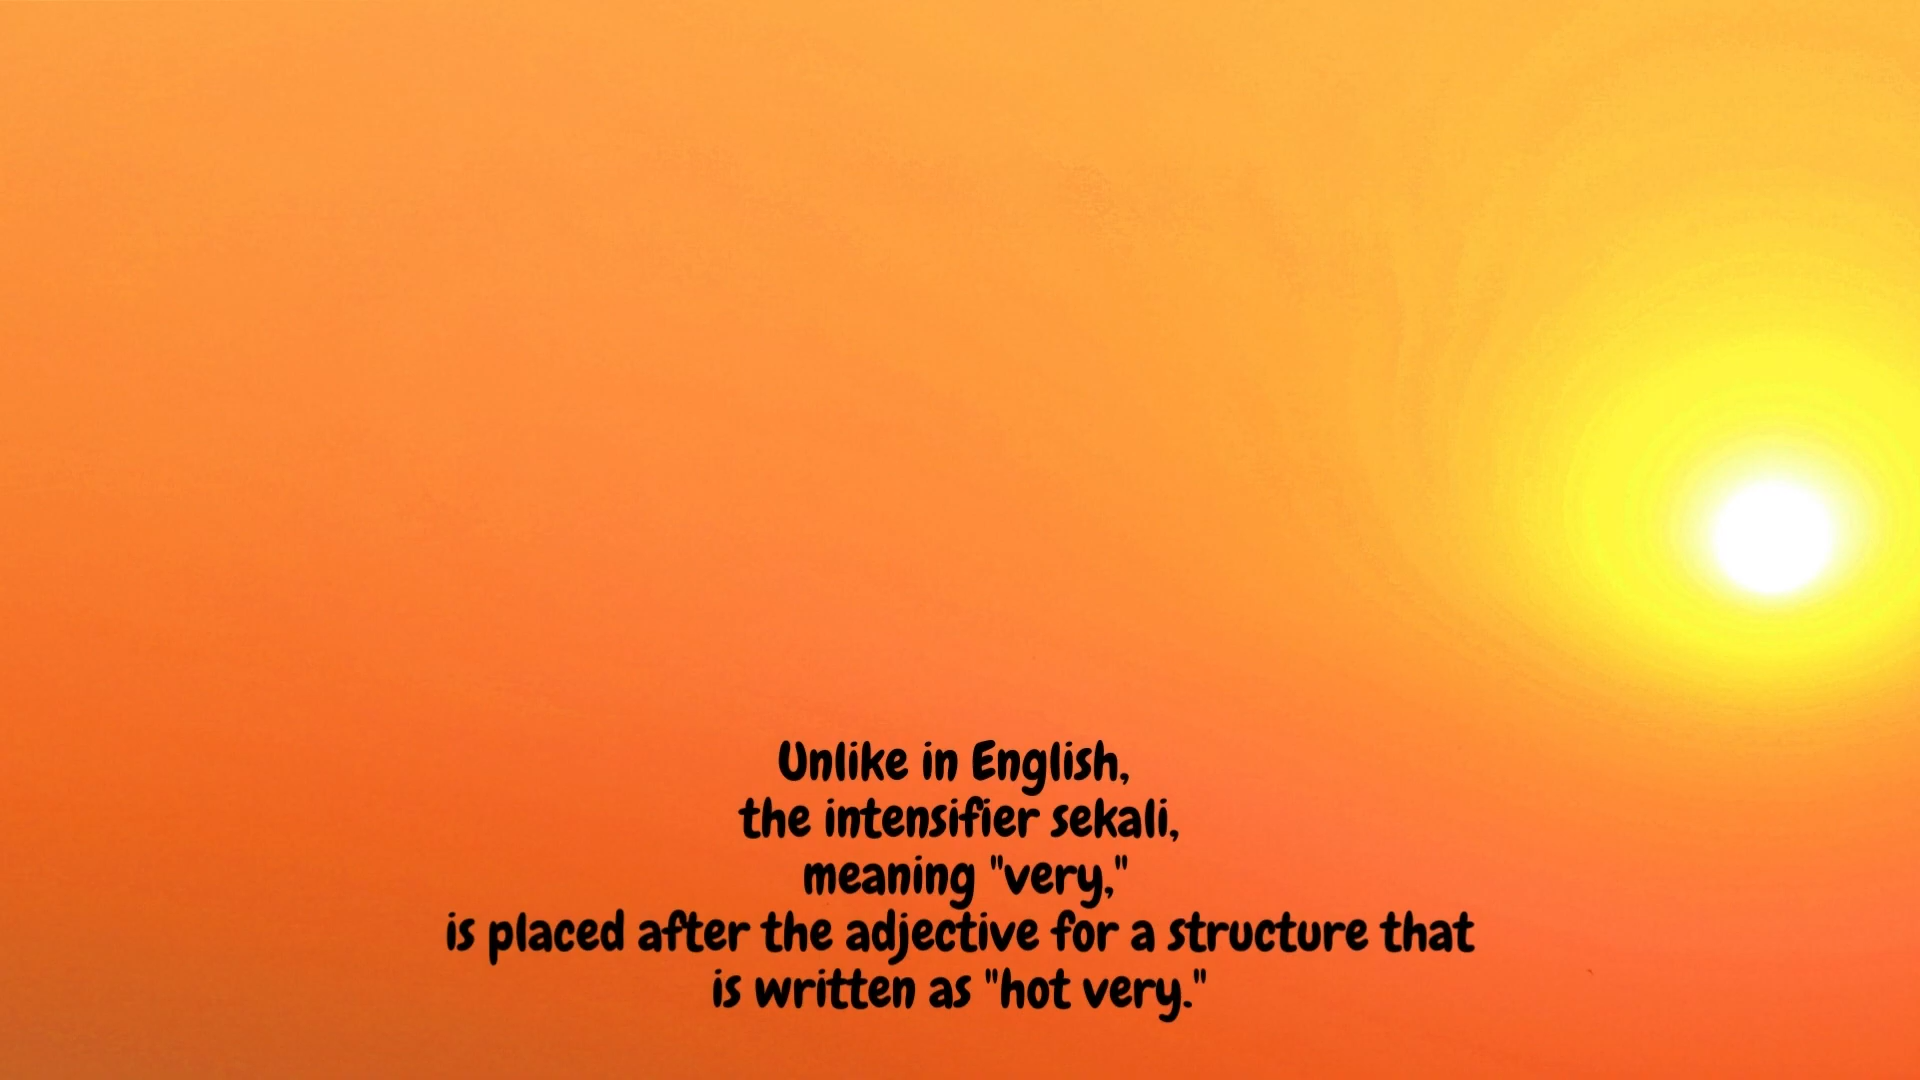 Unlike in English,
the intensifier sekali,
meaning "very,"
is placed after the adjective for a structure that
is written as "hot very."